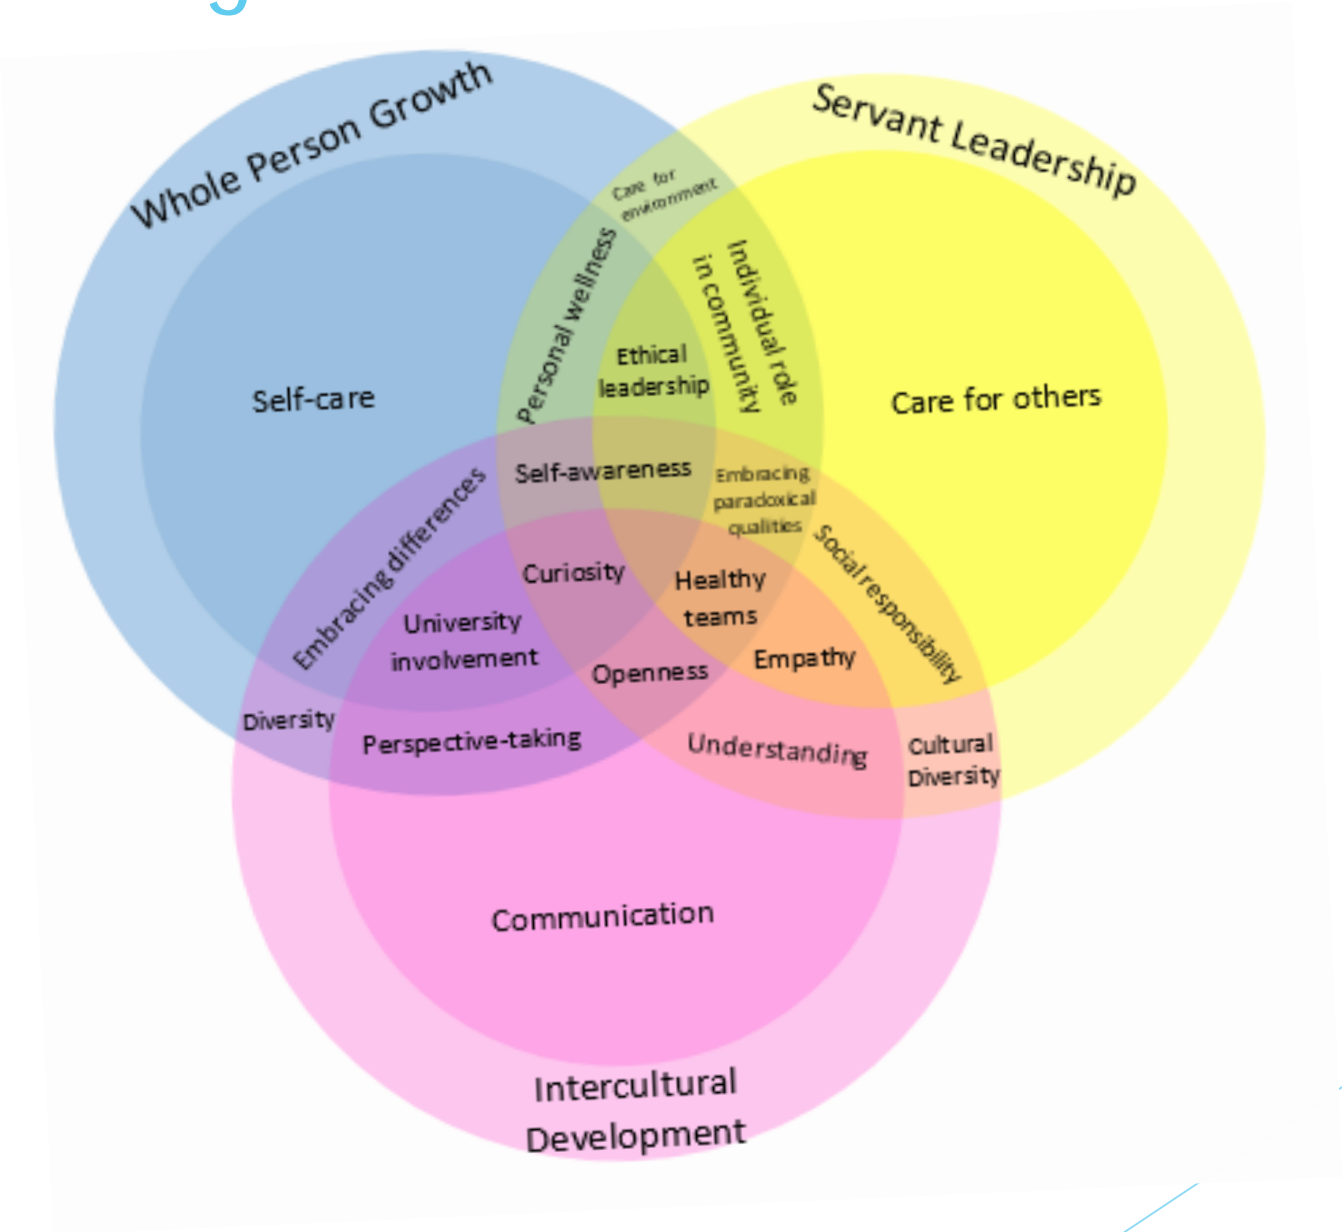 g
Whole Person Growth
Servant Leadership
Care for
environment
Personal wellness
Individual role
in community
Ethical
leadership
Self-care
Care for others
Self-awareness
Embracing
paradoxical
qualities
Embracing differences
Social responsibility
Curiosity
Healthy
teams
University
involvement
Empathy
Openness
Diversity
Perspective-taking
Understanding
Cultural
Diversity
Communication
Intercultural
Development